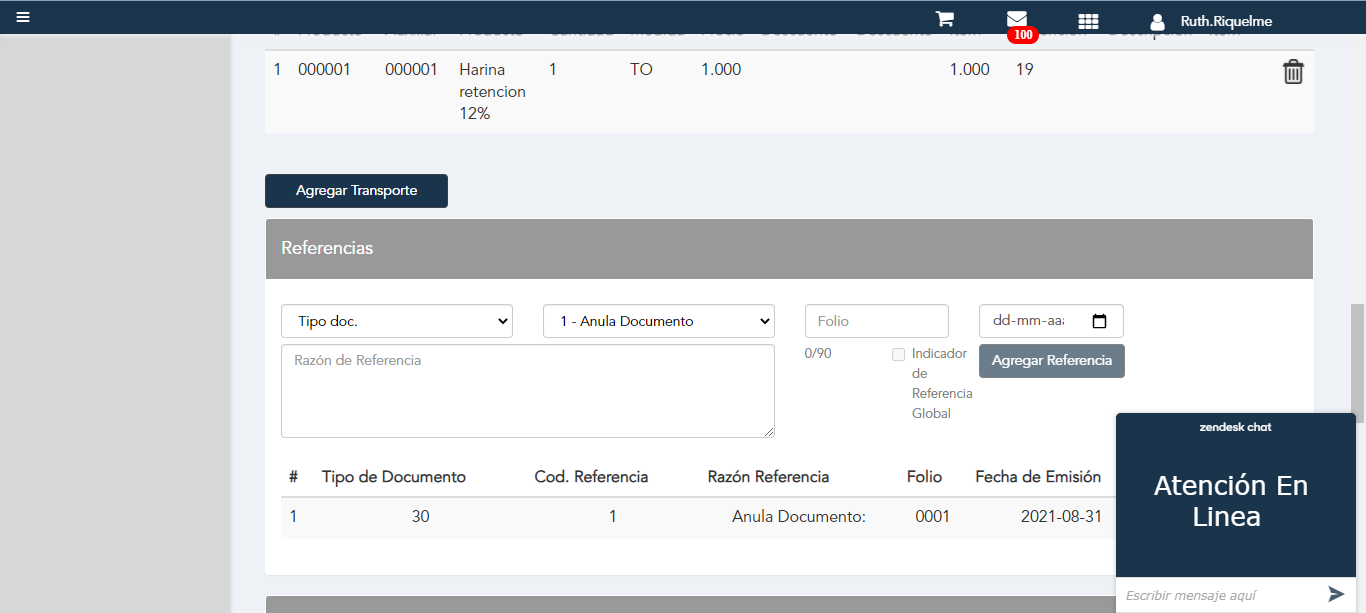 Ruth.Riquelme
100
1 000001 000001 Harina 1 TO 1.000 1.000 19
retencion
12%
Agregar Transporte
Referencias
Tipo doc. 1 - Anula Documento Folio dd-mm-aaa
Razón de Referencia 0/90 Indicador Agregar Referencia
de
Referencia
Global
zendesk chat
# Tipo de Documento Cod. Referencia Razón Referencia Folio Fecha de Emisión
Atención En
Linea
1 30 1 Anula Documento: 0001 2021-08-31
Escribir mensaje aquí